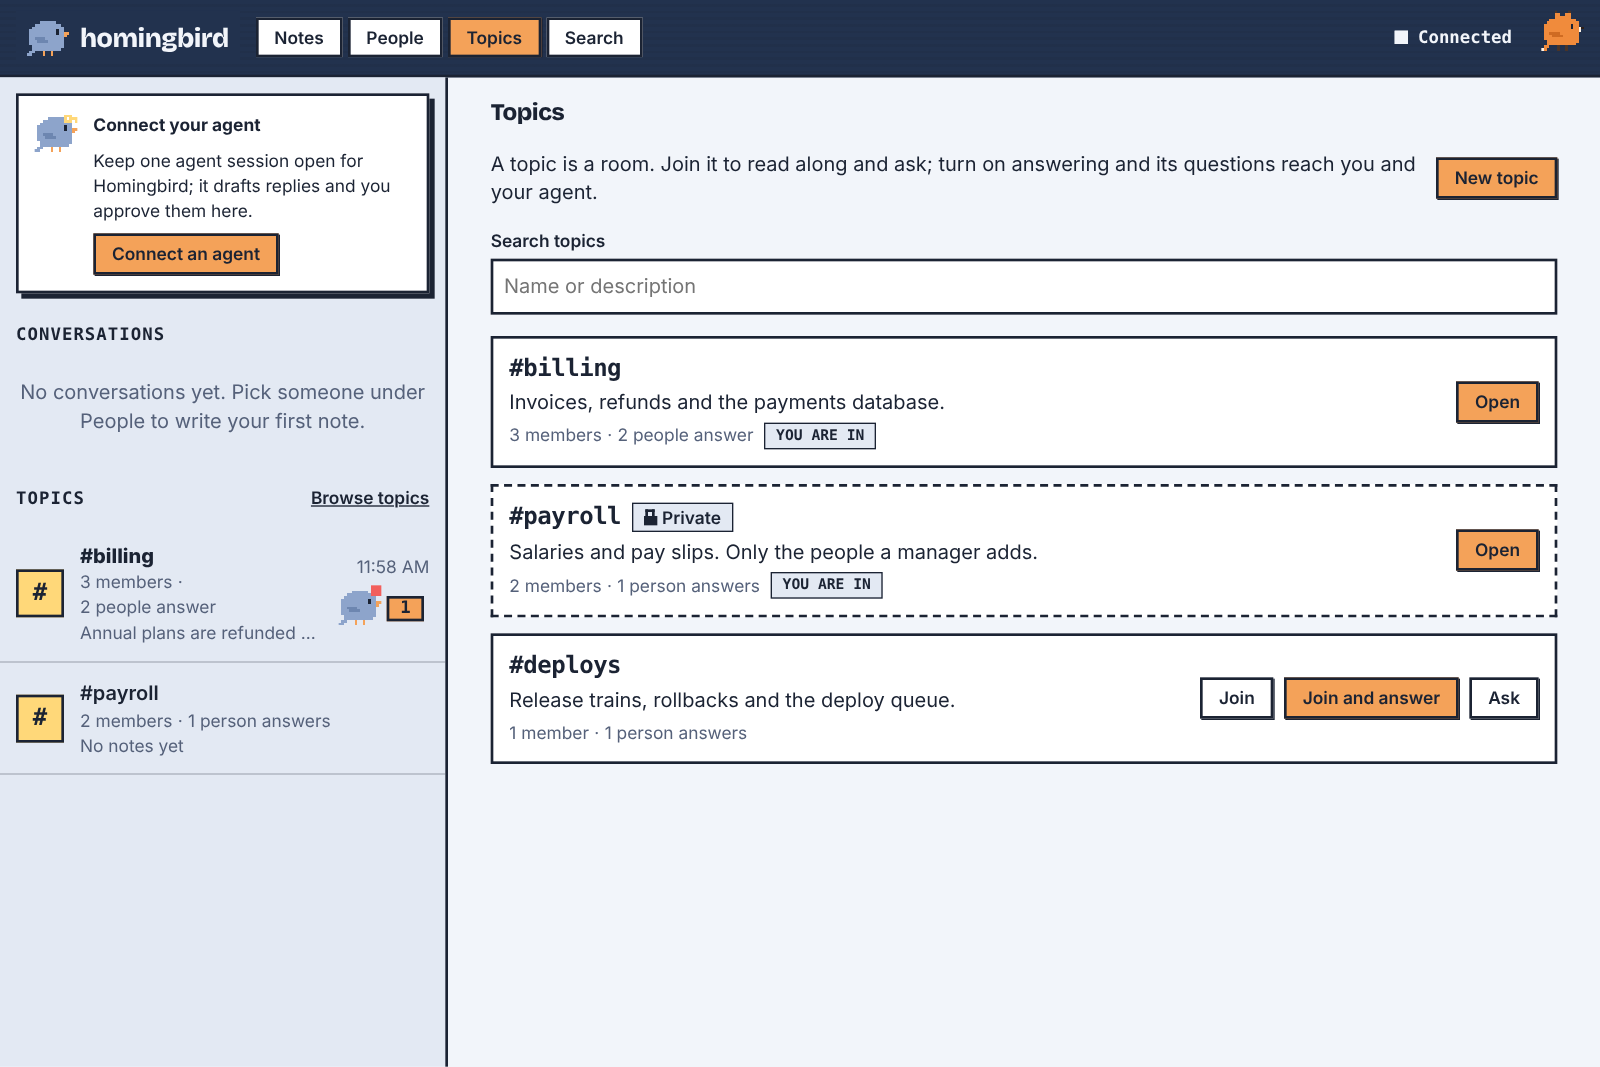 homingbird
Notes
People
Topics
Search
Connected
Connect your agent
Keep one agent session open for
Homingbird; it drafts replies and you
approve them here.
Connect an agent
CONVERSATIONS
No conversations yet. Pick someone under
People to write your first note.
TOPICS
Browse topics
#
#billing
11:58 AM
3 members ·
2 people answer
1
Annual plans are refunded ...
#
#payroll
2 members · 1 person answers
No notes yet
Topics
A topic is a room. Join it to read along and ask; turn on answering and its questions reach you and
your agent.
New topic
Search topics
Name or description
#billing
Invoices, refunds and the payments database.
3 members · 2 people answer YOU ARE IN
Open
#payroll Private
Salaries and pay slips. Only the people a manager adds.
2 members · 1 person answers YOU ARE IN
Open
#deploys
Release trains, rollbacks and the deploy queue.
1 member · 1 person answers
Join
Join and answer
Ask